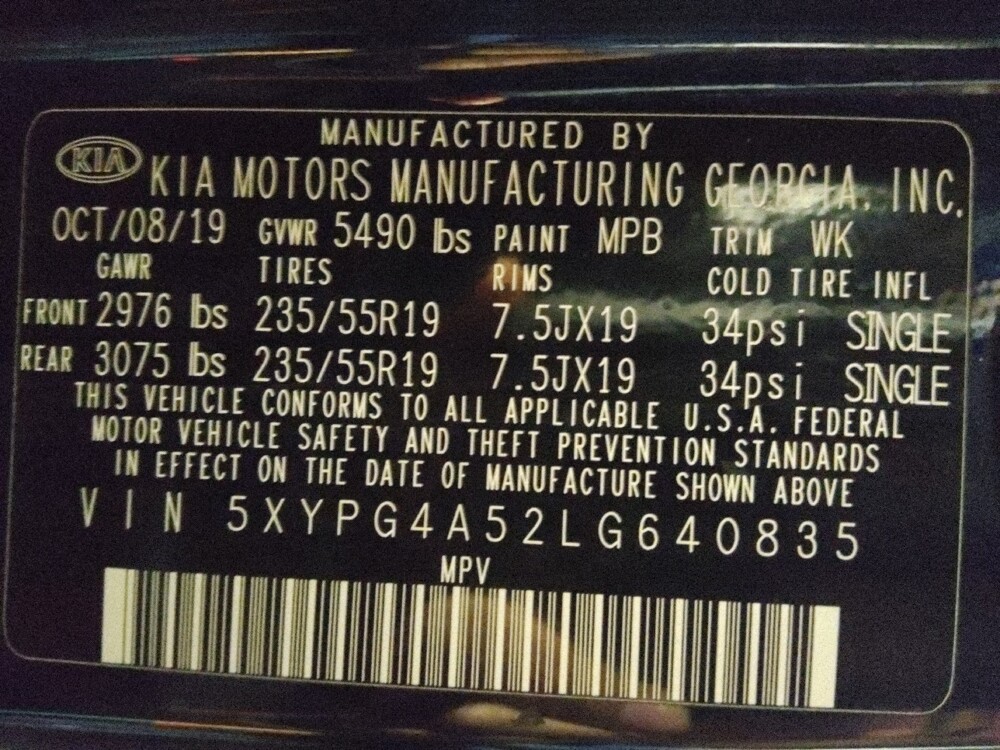 MANUFACTURED BY
KIA KIA MOTORS MANUFACTURING GEORGIA, INC.
OCT/08/19 GVWR 5490 lbs PAINT MPB TRIM WK
GAWR TIRES RIMS COLD TIRE INFL
FRONT 2976 lbs 235/55R19 7.5JX19 34psi SINGLE
REAR 3075 lbs 235/55R19 7.5JX19 34psi SINGLE
THIS VEHICLE CONFORMS TO ALL APPLICABLE U.S.A. FEDERAL
MOTOR VEHICLE SAFETY AND THEFT PREVENTION STANDARDS
IN EFFECT ON THE DATE OF MANUFACTURE SHOWN ABOVE
VIN 5XYPG4A52LG640835
MPV